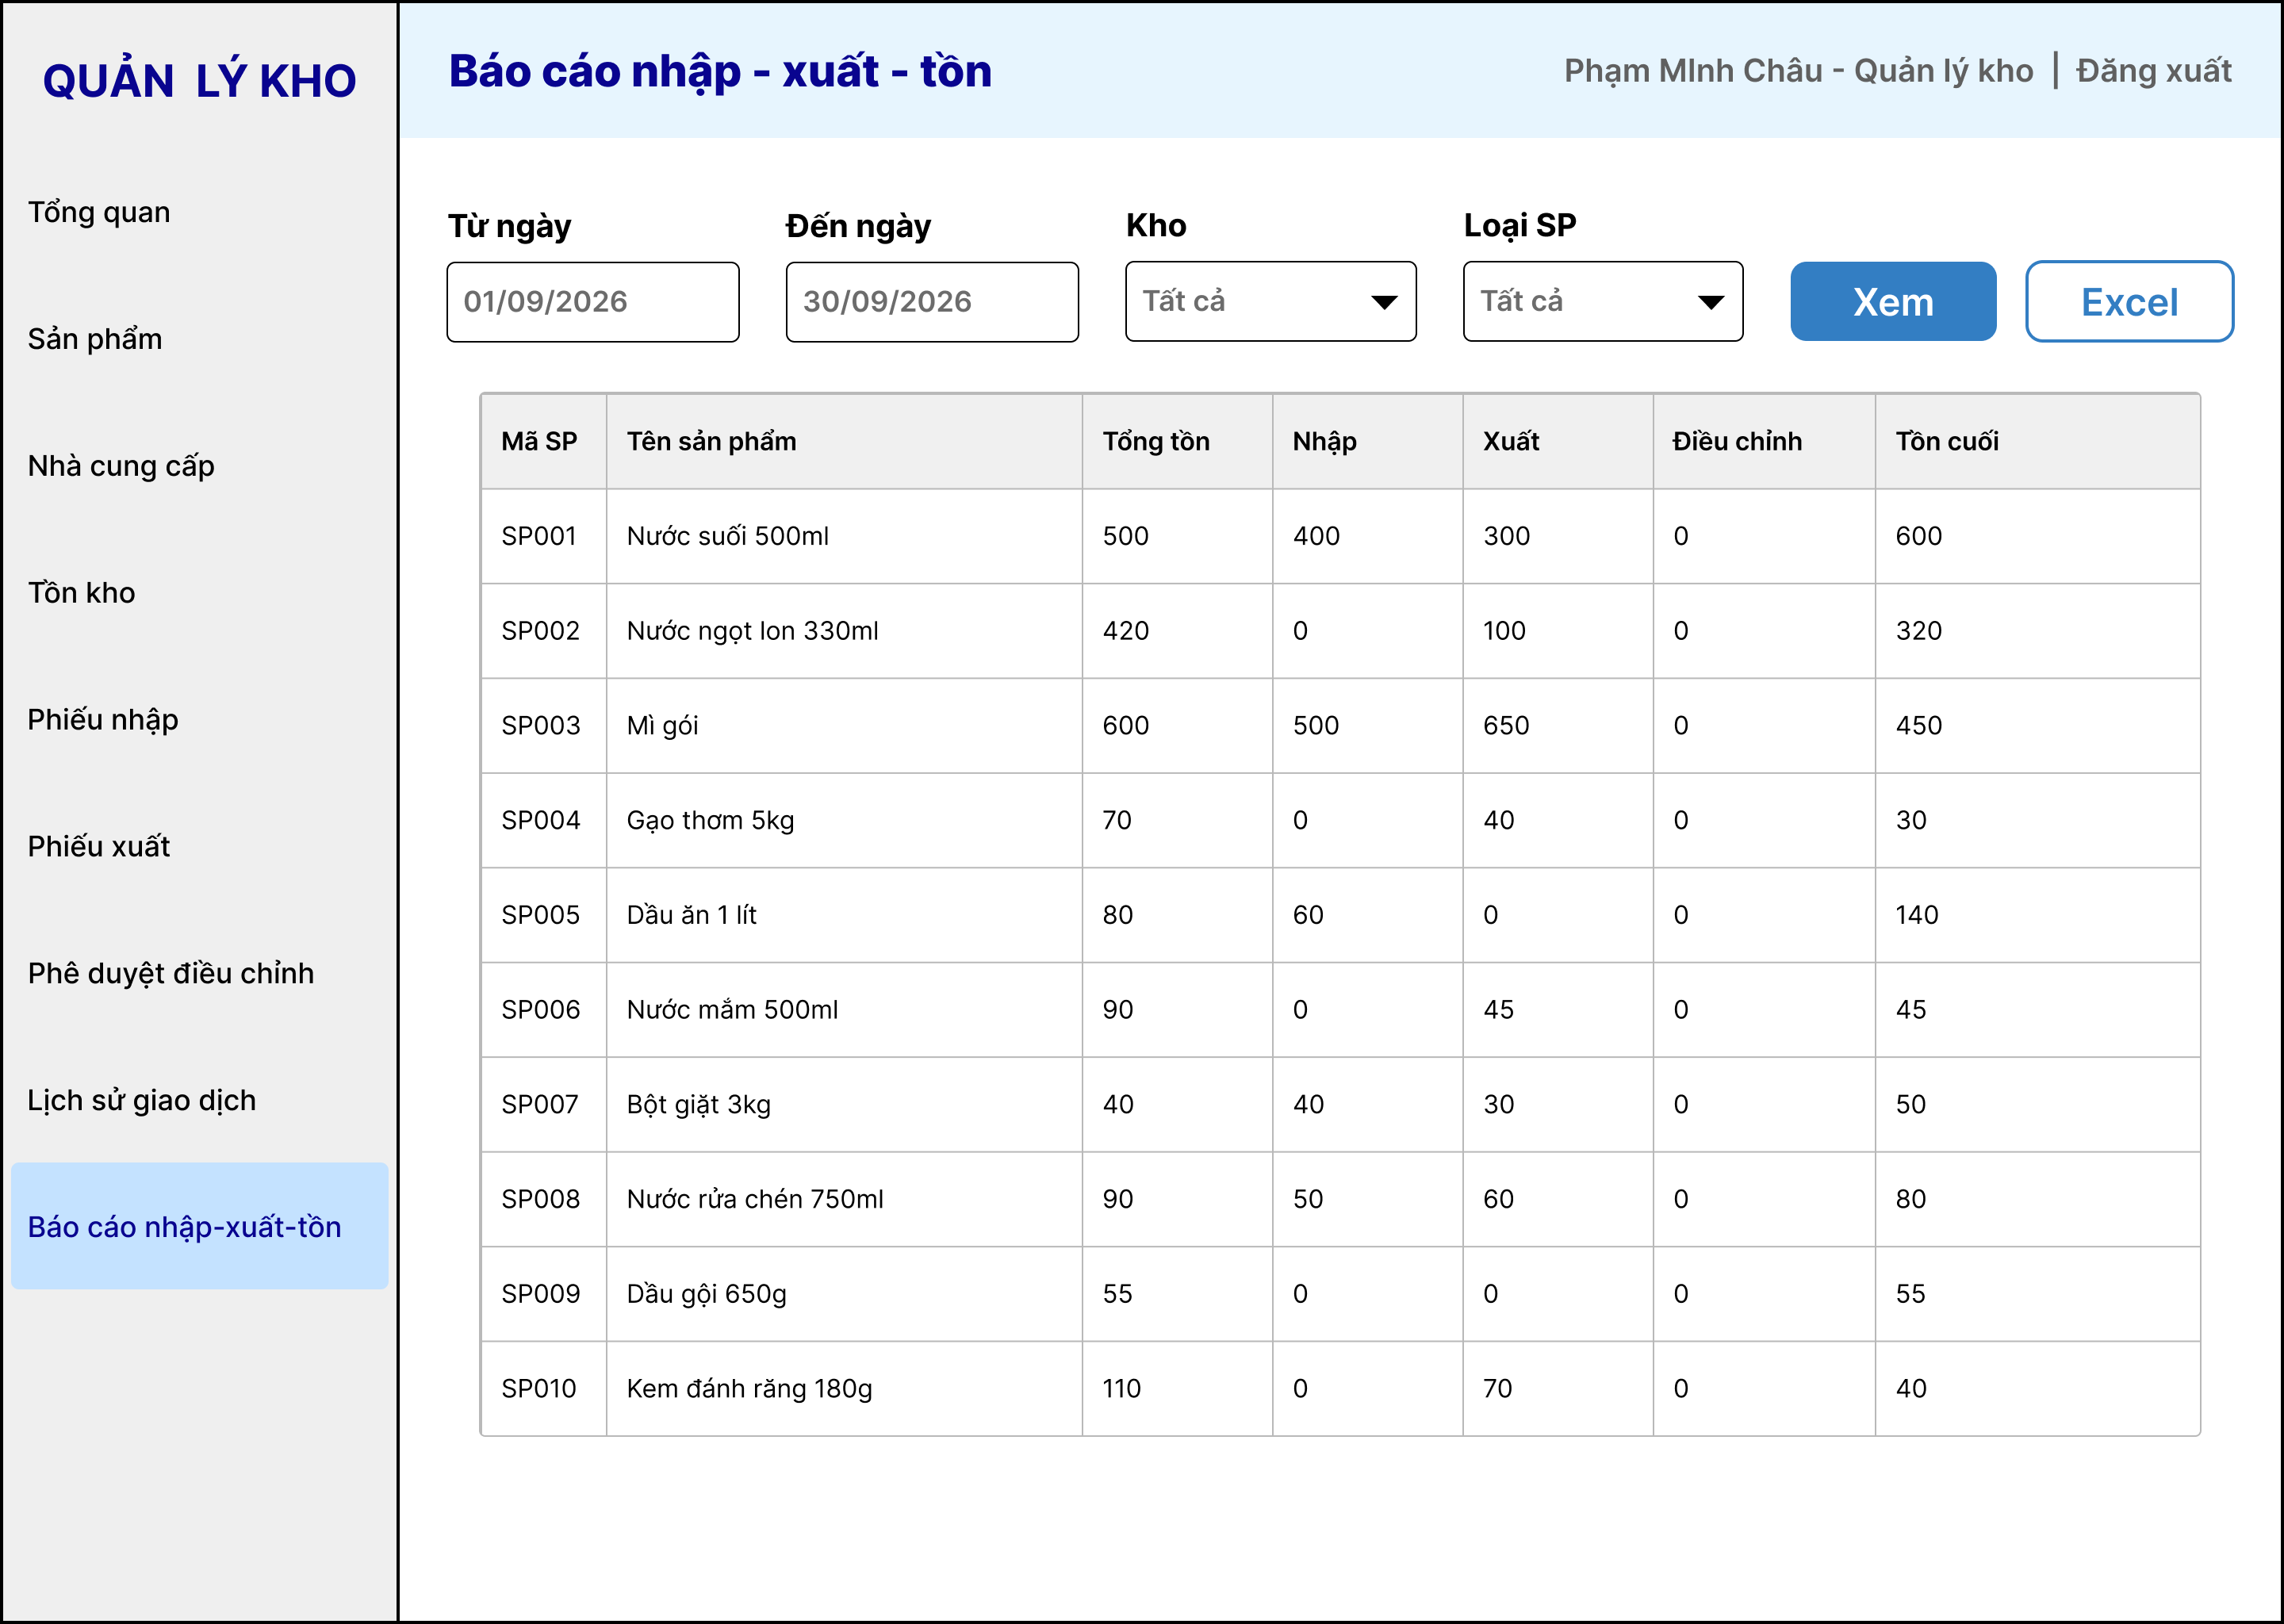 QUẢN LÝ KHO
Tổng quan
Sản phẩm
Nhà cung cấp
Tồn kho
Phiếu nhập
Phiếu xuất
Phê duyệt điều chỉnh
Lịch sử giao dịch
Báo cáo nhập-xuất-tồn
Báo cáo nhập - xuất - tồn
Phạm MInh Châu - Quản lý kho | Đăng xuất
Từ ngày Đến ngày Kho Loại SP
01/09/2026 30/09/2026 Tất cả Tất cả Xem Excel
Mã SP Tên sản phẩm Tổng tồn Nhập Xuất Điều chỉnh Tồn cuối
SP001 Nước suối 500ml 500 400 300 0 600
SP002 Nước ngọt lon 330ml 420 0 100 0 320
SP003 Mì gói 600 500 650 0 450
SP004 Gạo thơm 5kg 70 0 40 0 30
SP005 Dầu ăn 1 lít 80 60 0 0 140
SP006 Nước mắm 500ml 90 0 45 0 45
SP007 Bột giặt 3kg 40 40 30 0 50
SP008 Nước rửa chén 750ml 90 50 60 0 80
SP009 Dầu gội 650g 55 0 0 0 55
SP010 Kem đánh răng 180g 110 0 70 0 40